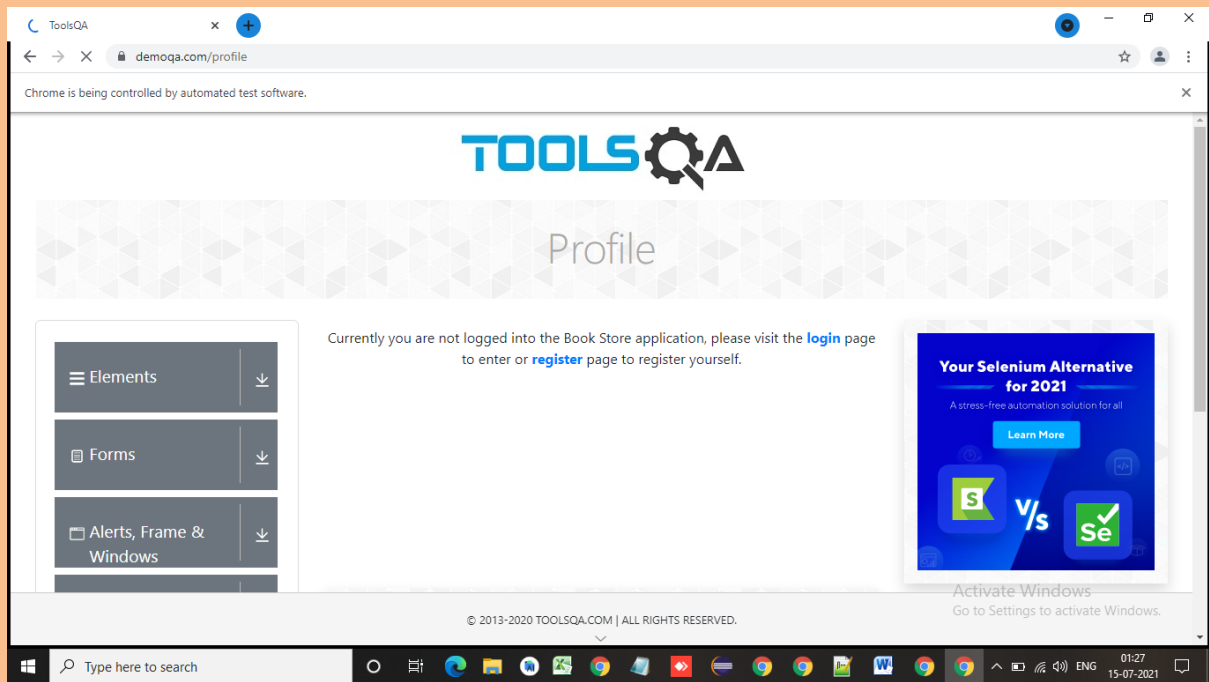 ToolsQA
demoqa.com/profile
Chrome is being controlled by automated test software.
TOOLSQA
Profile
Elements
Forms
Alerts, Frame &
Windows
Currently you are not logged into the Book Store application, please visit the login page
to enter or register page to register yourself.
Your Selenium Alternative
for 2021
A stress-free automation solution for all
Learn More
S
V/s
Se
Activate Windows
Go to Settings to activate Windows.
© 2013-2020 TOOLSQA.COM | ALL RIGHTS RESERVED.
Type here to search
ENG
01:27
15-07-2021